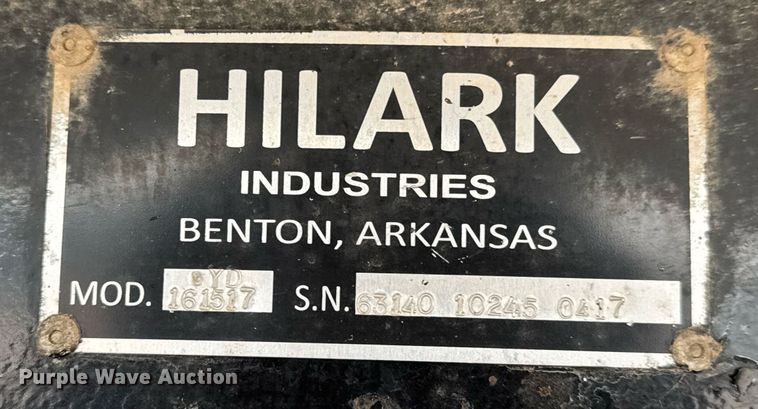 HILARK
INDUSTRIES
BENTON, ARKANSAS
YD
MOD. 161517 S.N. 63140 10245 0417
Purple Wave Auction